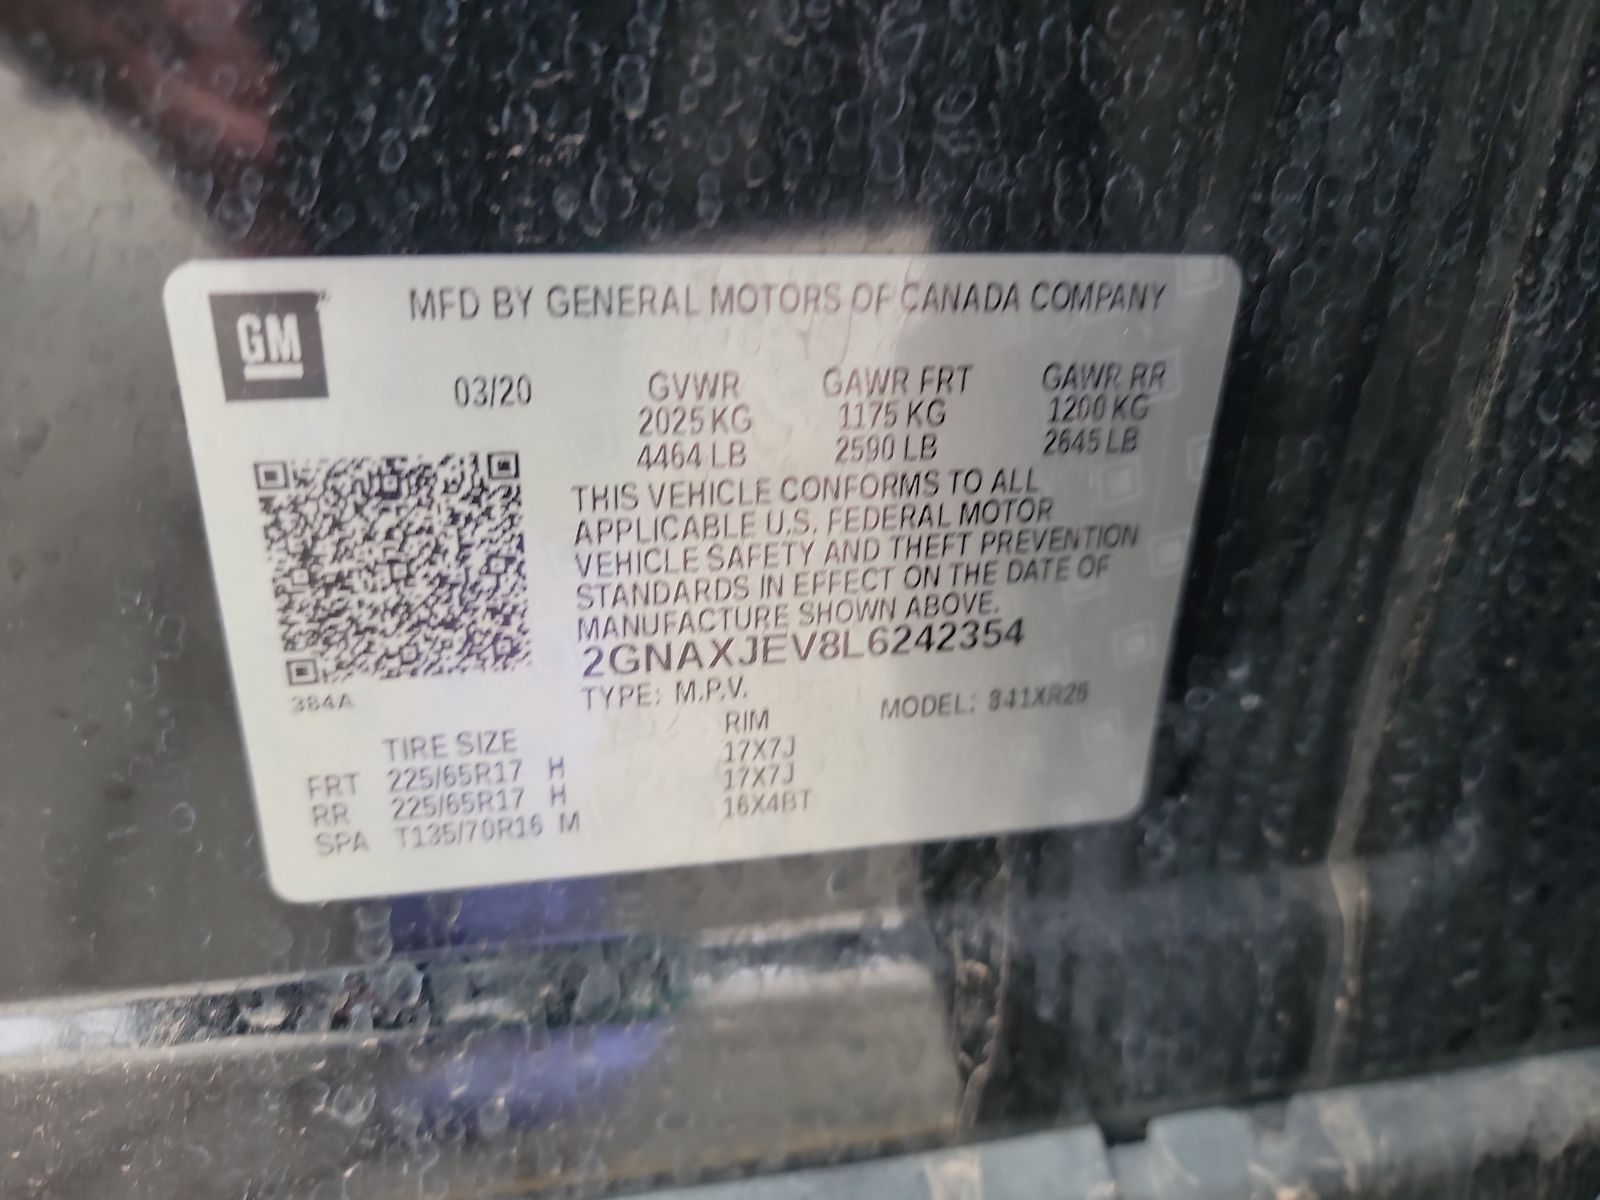 GM
MFD BY GENERAL MOTORS OF CANADA COMPANY
03/20 GVWR GAWR FRT GAWR RR
2025 KG 1175 KG 1200 KG
4464 LB 2590 LB 2645 LB
THIS VEHICLE CONFORMS TO ALL
APPLICABLE U.S. FEDERAL MOTOR
VEHICLE SAFETY AND THEFT PREVENTION
STANDARDS IN EFFECT ON THE DATE OF
MANUFACTURE SHOWN ABOVE.
2GNAXJEV8L6242354
384A TYPE: M.P.V. MODEL: 841XR26
TIRE SIZE RIM
FRT 225/65R17 H 17X7J
RR 225/65R17 H 17X7J
SPA T135/70R16 M 16X4BT